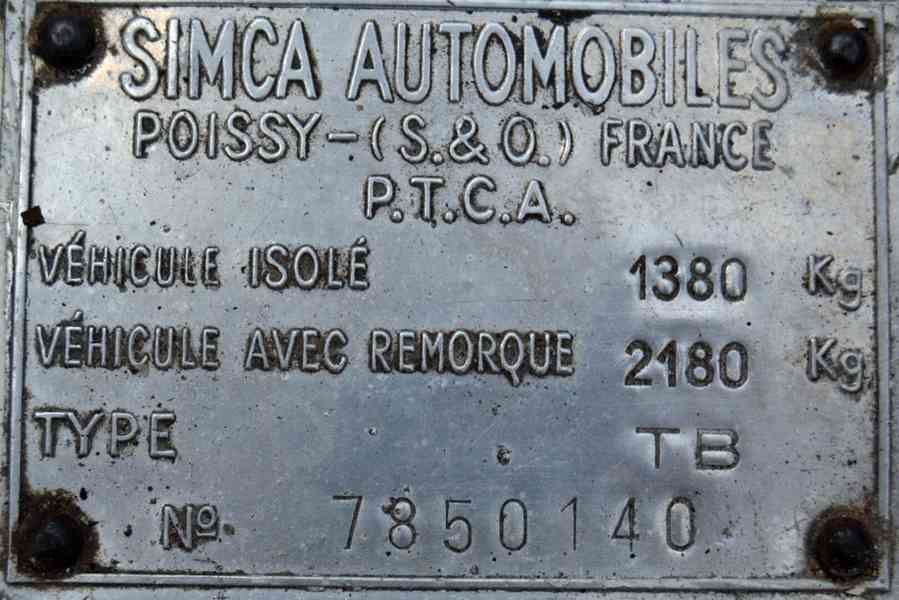 SIMCA AUTOMOBILES
POISSY-(S.&O.) FRANCE
P.T.C.A.
VÉHICULE ISOLÉ 1380 Kg
VÉHICULE AVEC REMORQUE 2180 Kg
TYPE TB
Nº 7850140